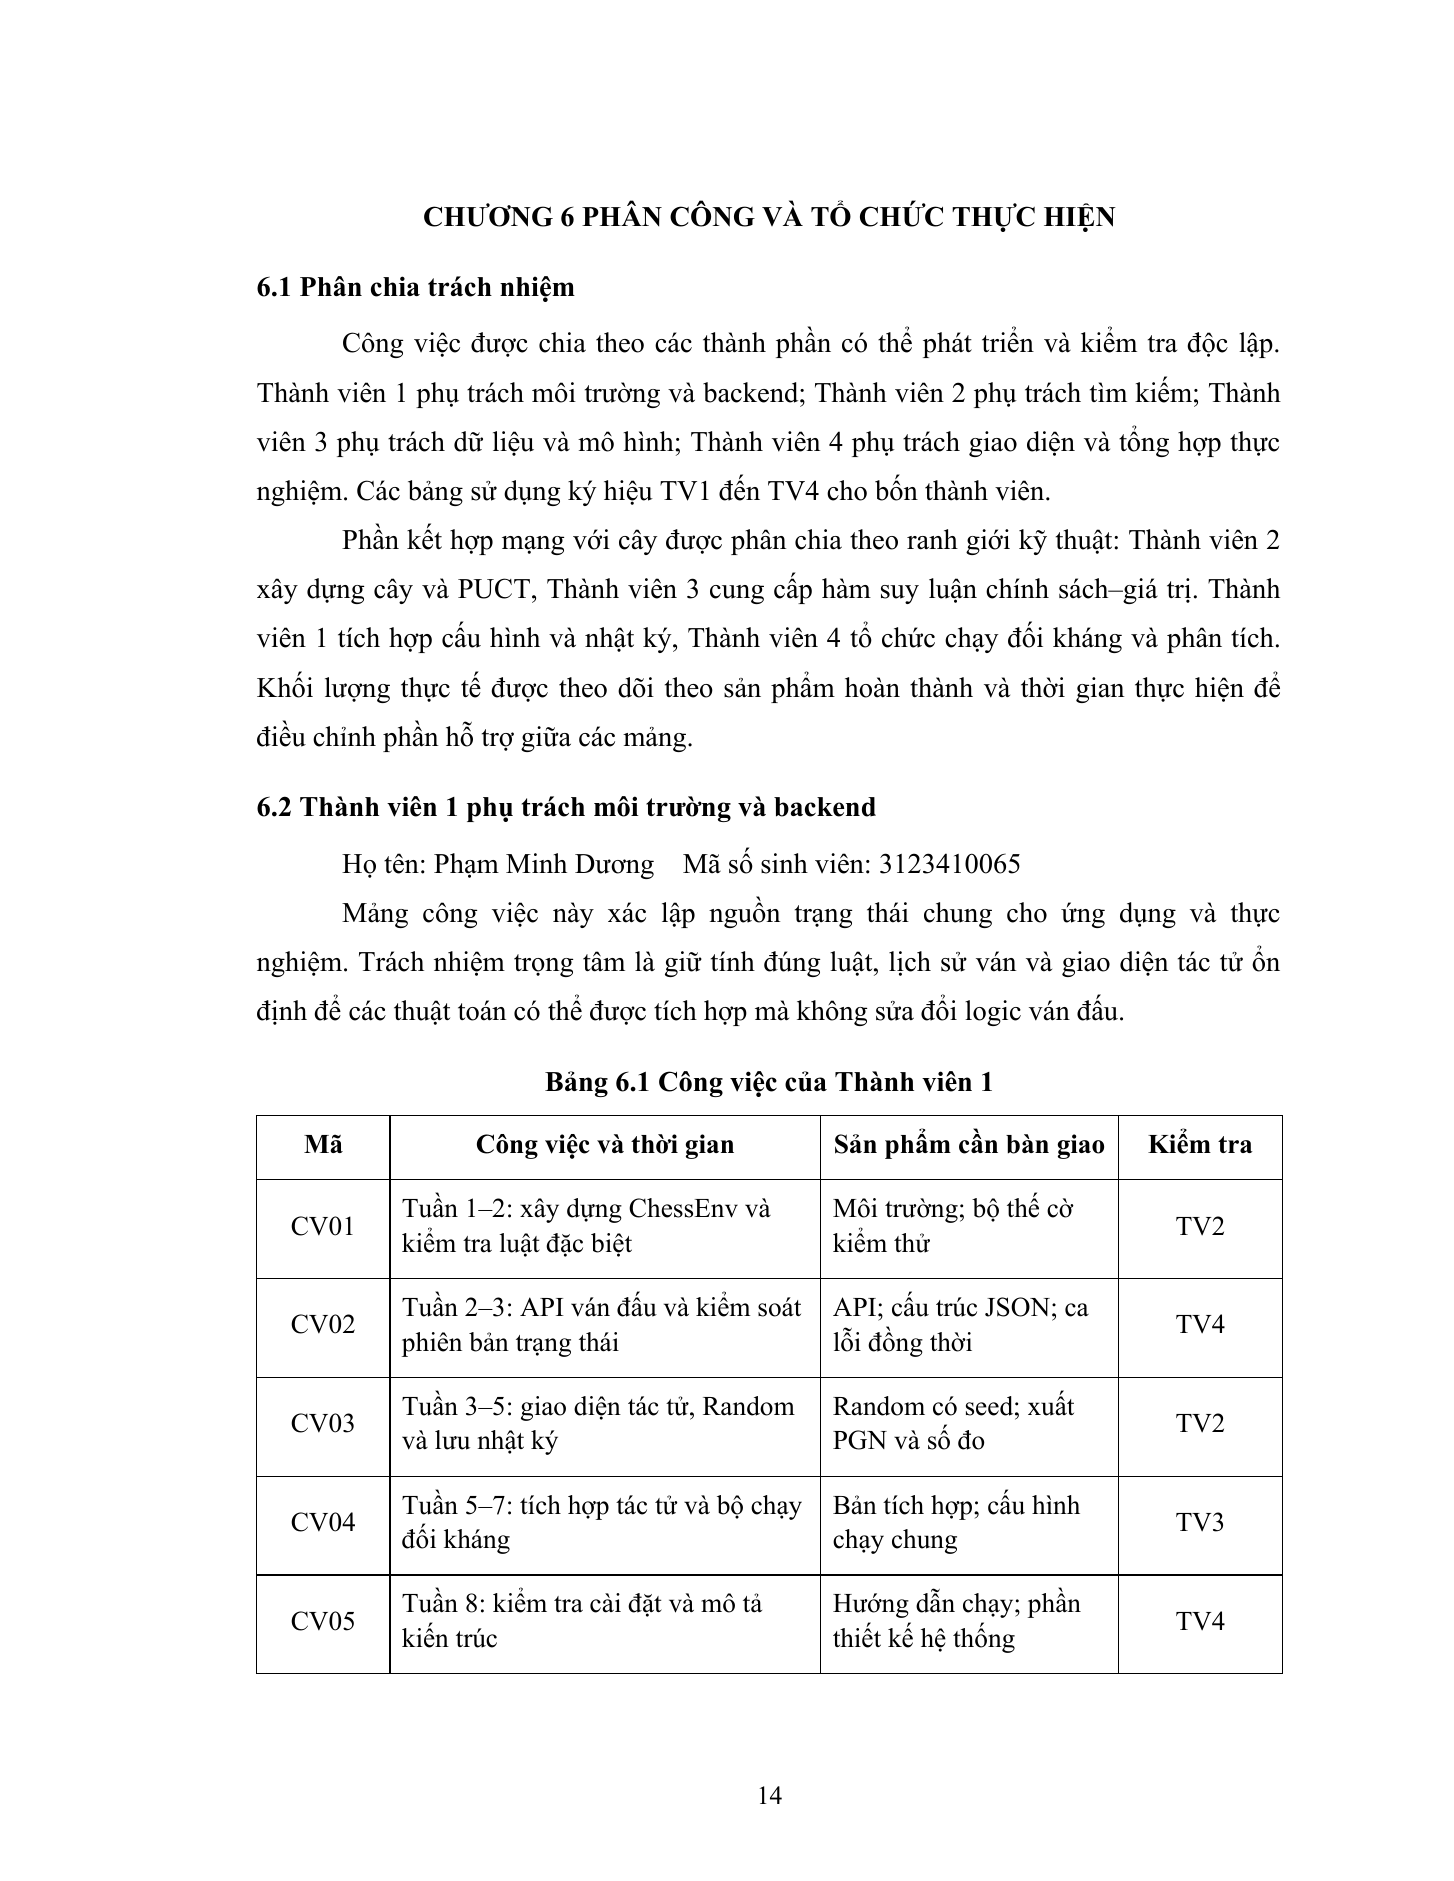 CHƯƠNG 6 PHÂN CÔNG VÀ TỔ CHỨC THỰC HIỆN
6.1 Phân chia trách nhiệm
Công việc được chia theo các thành phần có thể phát triển và kiểm tra độc lập.
Thành viên 1 phụ trách môi trường và backend; Thành viên 2 phụ trách tìm kiếm; Thành
viên 3 phụ trách dữ liệu và mô hình; Thành viên 4 phụ trách giao diện và tổng hợp thực
nghiệm. Các bảng sử dụng ký hiệu TV1 đến TV4 cho bốn thành viên.
Phần kết hợp mạng với cây được phân chia theo ranh giới kỹ thuật: Thành viên 2
xây dựng cây và PUCT, Thành viên 3 cung cấp hàm suy luận chính sách–giá trị. Thành
viên 1 tích hợp cấu hình và nhật ký, Thành viên 4 tổ chức chạy đối kháng và phân tích.
Khối lượng thực tế được theo dõi theo sản phẩm hoàn thành và thời gian thực hiện để
điều chỉnh phần hỗ trợ giữa các mảng.
6.2 Thành viên 1 phụ trách môi trường và backend
Họ tên: Phạm Minh Dương    Mã số sinh viên: 3123410065
Mảng công việc này xác lập nguồn trạng thái chung cho ứng dụng và thực
nghiệm. Trách nhiệm trọng tâm là giữ tính đúng luật, lịch sử ván và giao diện tác tử ổn
định để các thuật toán có thể được tích hợp mà không sửa đổi logic ván đấu.
Bảng 6.1 Công việc của Thành viên 1
Mã Công việc và thời gian Sản phẩm cần bàn giao Kiểm tra
CV01 Tuần 1–2: xây dựng ChessEnv và
kiểm tra luật đặc biệt Môi trường; bộ thế cờ
kiểm thử TV2
CV02 Tuần 2–3: API ván đấu và kiểm soát
phiên bản trạng thái API; cấu trúc JSON; ca
lỗi đồng thời TV4
CV03 Tuần 3–5: giao diện tác tử, Random
và lưu nhật ký Random có seed; xuất
PGN và số đo TV2
CV04 Tuần 5–7: tích hợp tác tử và bộ chạy
đối kháng Bản tích hợp; cấu hình
chạy chung TV3
CV05 Tuần 8: kiểm tra cài đặt và mô tả
kiến trúc Hướng dẫn chạy; phần
thiết kế hệ thống TV4
14